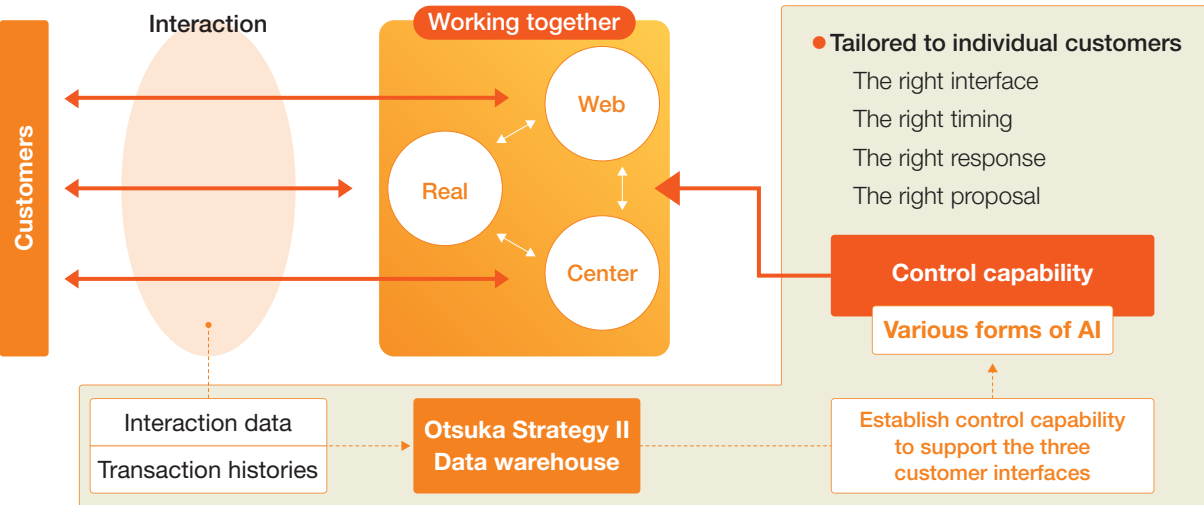 Interaction
Working together
Customers
Web
Real
Center
Tailored to individual customers
The right interface
The right timing
The right response
The right proposal
Control capability
Various forms of AI
Interaction data
Transaction histories
Otsuka Strategy II
Data warehouse
Establish control capability
to support the three
customer interfaces